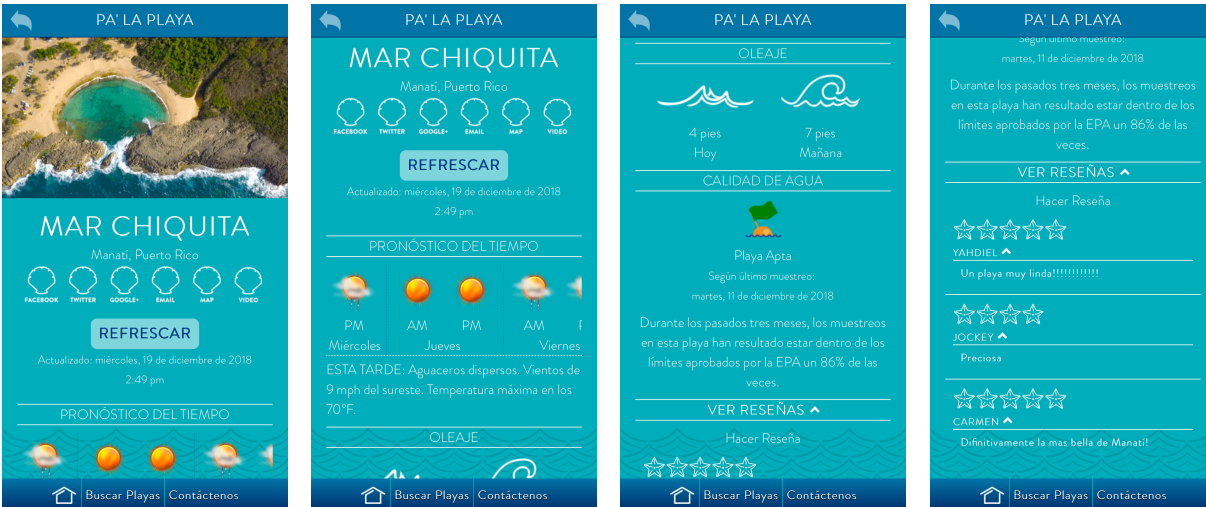 PA' LA PLAYA
MAR CHIQUITA
Manatí, Puerto Rico
FACEBOOK TWITTER GOOGLE+ EMAIL MAP VIDEO
REFRESCAR
Actualizado: miércoles, 19 de diciembre de 2018
2:49 pm
PRONÓSTICO DEL TIEMPO
Buscar Playas Contáctenos
PA' LA PLAYA
MAR CHIQUITA
Manatí, Puerto Rico
FACEBOOK TWITTER GOOGLE+ EMAIL MAP VIDEO
REFRESCAR
Actualizado: miércoles, 19 de diciembre de 2018
2:49 pm
PRONÓSTICO DEL TIEMPO
PM AM PM AM
Miércoles Jueves Viernes
ESTA TARDE: Aguaceros dispersos. Vientos de
9 mph del sureste. Temperatura máxima en los
70°F.
OLEAJE
Buscar Playas Contáctenos
PA' LA PLAYA
OLEAJE
4 pies 7 pies
Hoy Mañana
CALIDAD DE AGUA
Playa Apta
Según último muestreo:
martes, 11 de diciembre de 2018
Durante los pasados tres meses, los muestreos
en esta playa han resultado estar dentro de los
límites aprobados por la EPA un 86% de las
veces.
VER RESEÑAS
Hacer Reseña
Buscar Playas Contáctenos
PA' LA PLAYA
Según último muestreo:
martes, 11 de diciembre de 2018
Durante los pasados tres meses, los muestreos
en esta playa han resultado estar dentro de los
límites aprobados por la EPA un 86% de las
veces.
VER RESEÑAS
Hacer Reseña
YAHDIEL
Un playa muy linda!!!!!!!!!!!!
JOCKEY
Preciosa
CARMEN
Difinitivamente la mas bella de Manatí!
Buscar Playas Contáctenos